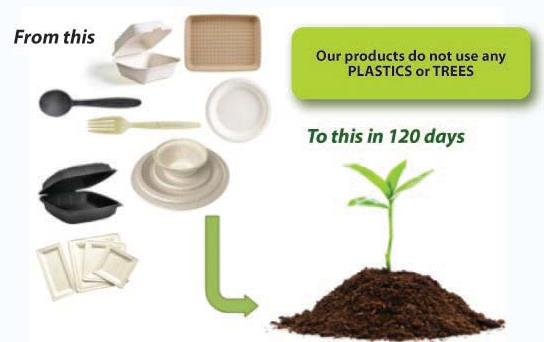 From this
Our products do not use any
PLASTICS or TREES
To this in 120 days